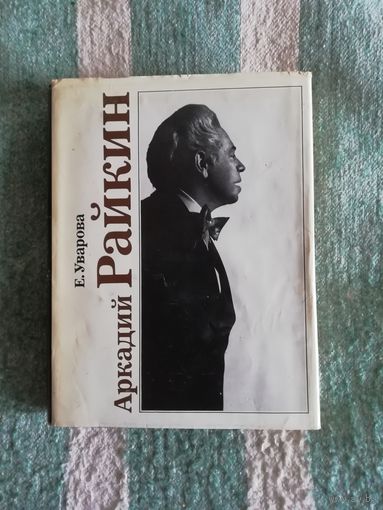 Е. Уварова
Аркадий Райкин